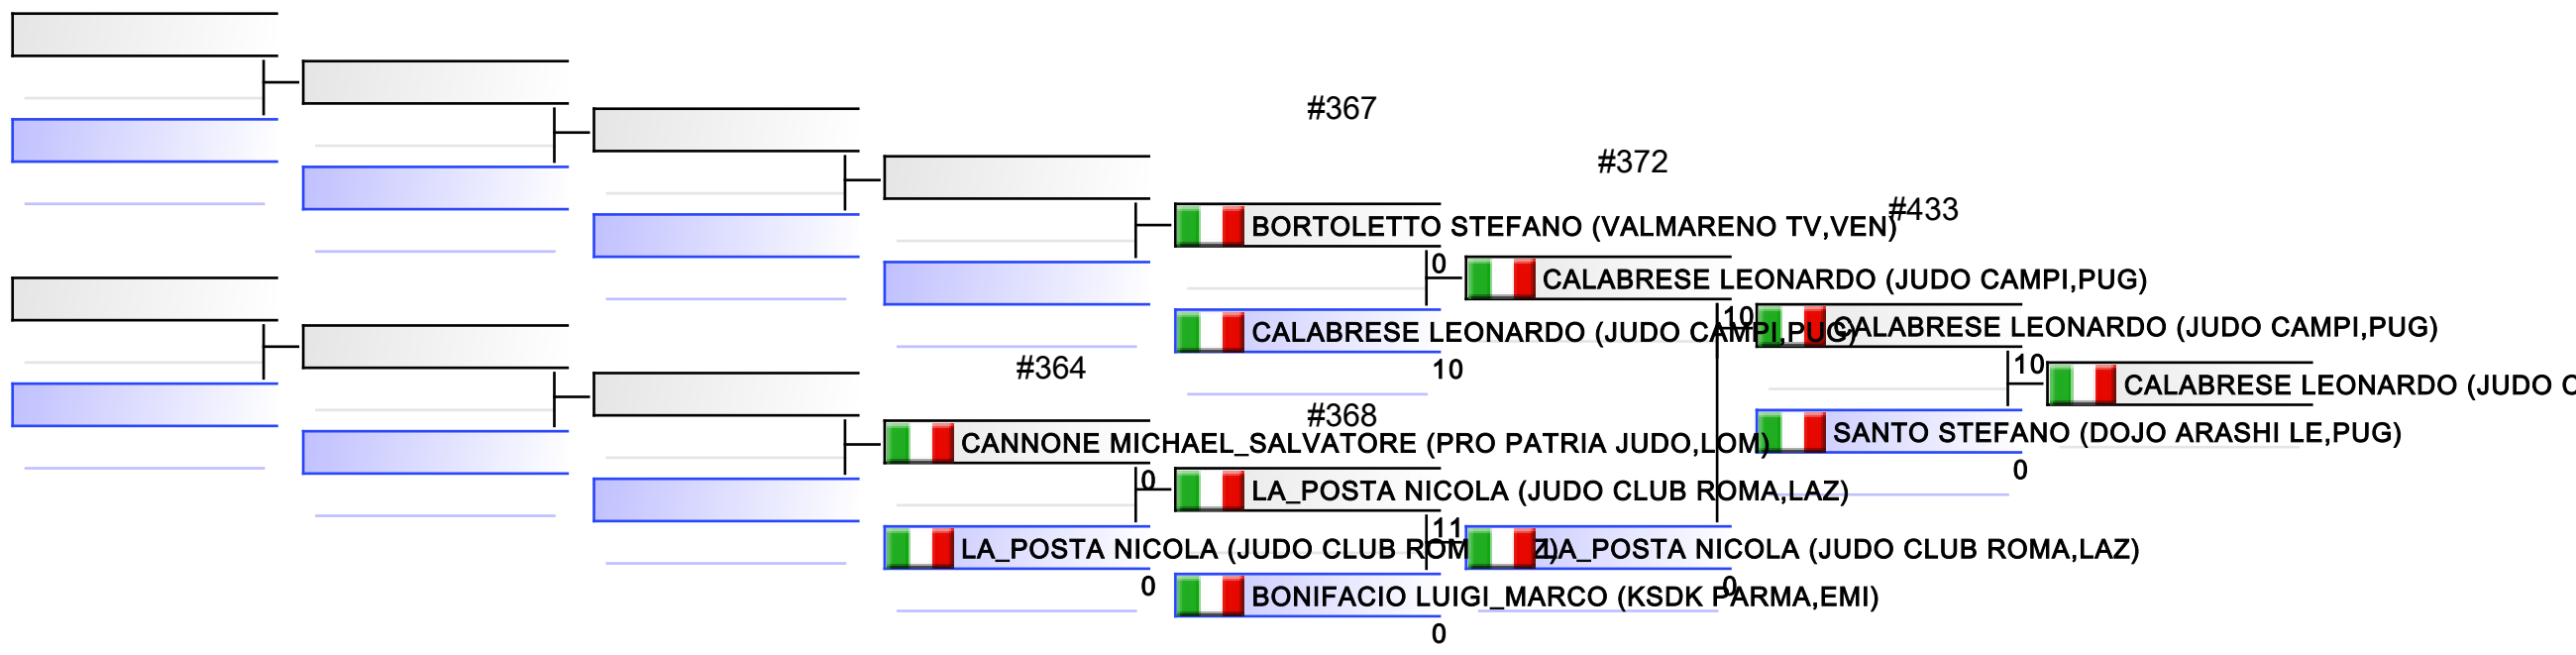 #367
#372
#433
BORTOLETTO STEFANO (VALMARENO TV,VEN)
0
CALABRESE LEONARDO (JUDO CAMPI,PUG)
10
CALABRESE LEONARDO (JUDO CAMPI,PUG)
CALABRESE LEONARDO (JUDO CAMPI,PUG)
10
#364
10
CALABRESE LEONARDO (JUDO C
#368
SANTO STEFANO (DOJO ARASHI LE,PUG)
0
CANNONE MICHAEL_SALVATORE (PRO PATRIA JUDO,LOM)
0
LA_POSTA NICOLA (JUDO CLUB ROMA,LAZ)
11
LA_POSTA NICOLA (JUDO CLUB ROM Z)
LA_POSTA NICOLA (JUDO CLUB ROMA,LAZ)
0
0
BONIFACIO LUIGI_MARCO (KSDK PARMA,EMI)
0